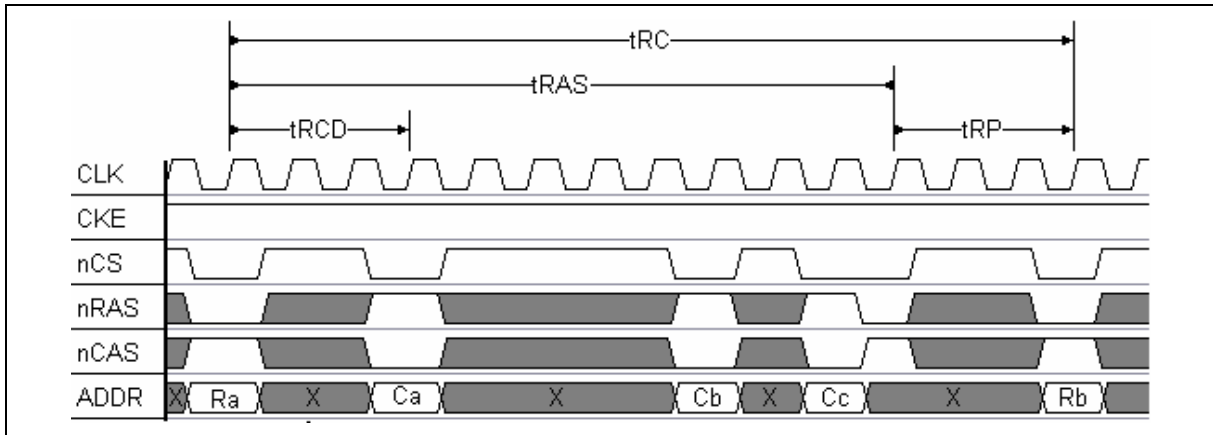 tRC
tRAS
tRCD tRP
CLK
CKE
nCS
nRAS
nCAS
ADDR X Ra X Ca X Cb X Cc X Rb